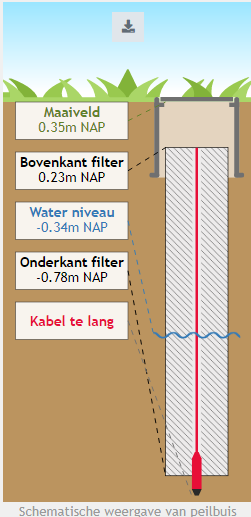 Maaiveld
0.35m NAP
Bovenkant filter
0.23m NAP
Water niveau
-0.34m NAP
Onderkant filter
-0.78m NAP
Kabel te lang
Schematische weergave van peilbuis